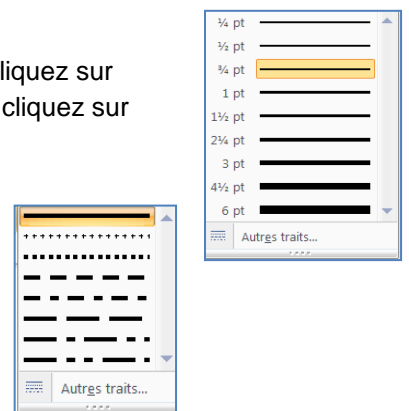 liquez sur
cliquez sur
¼ pt
½ pt
¾ pt
1 pt
1½ pt
2¼ pt
3 pt
4½ pt
6 pt
Autres traits...
Autres traits...